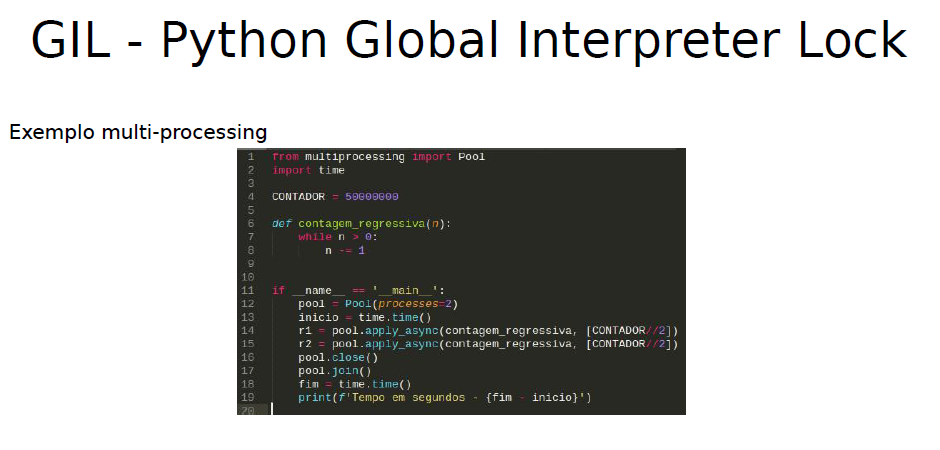 GIL - Python Global Interpreter Lock
Exemplo multi-processing
1 from multiprocessing import Pool
2 import time
3
4 CONTADOR = 50000000
5
6 def contagem_regressiva(n):
7     while n > 0:
8         n -= 1
9
10
11 if __name__ == '__main__':
12     pool = Pool(processes=2)
13     inicio = time.time()
14     r1 = pool.apply_async(contagem_regressiva, [CONTADOR//2])
15     r2 = pool.apply_async(contagem_regressiva, [CONTADOR//2])
16     pool.close()
17     pool.join()
18     fim = time.time()
19     print(f'Tempo em segundos - {fim - inicio}')
20